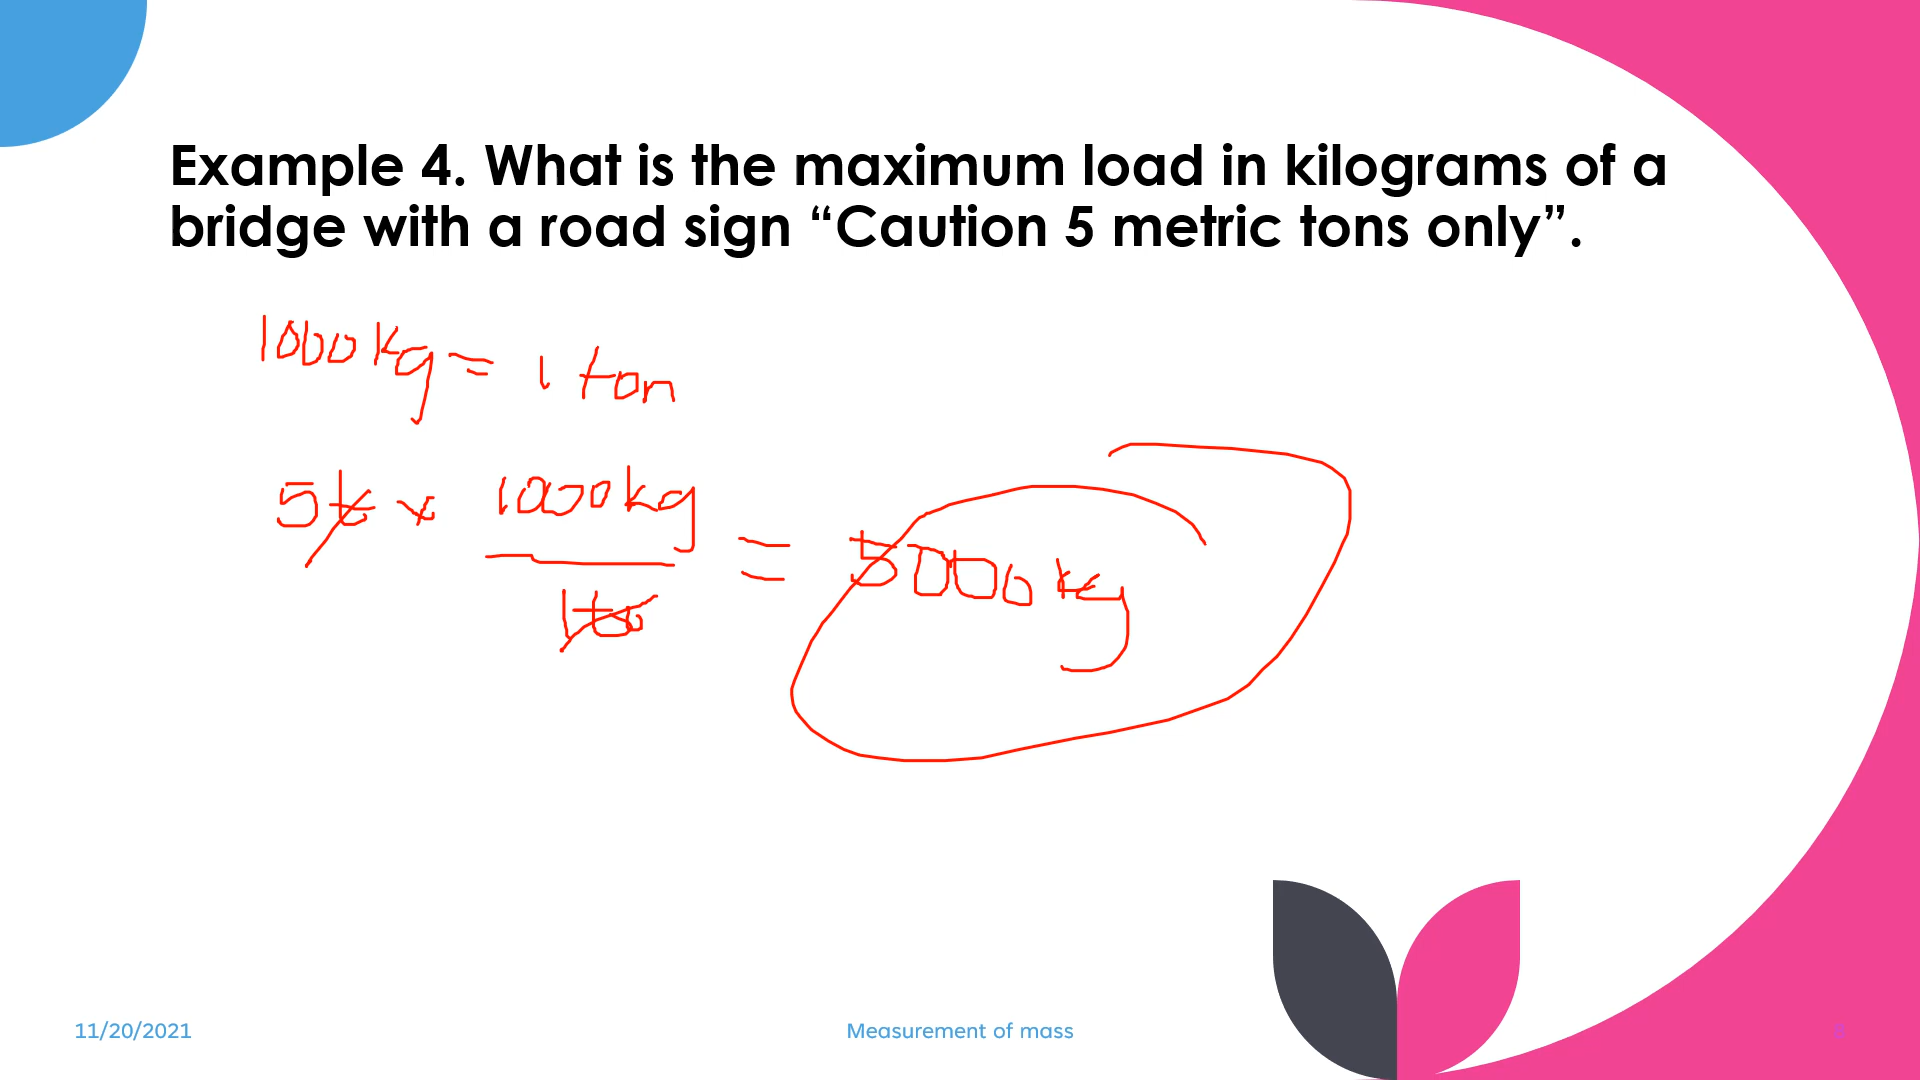 Example 4. What is the maximum load in kilograms of a
bridge with a road sign “Caution 5 metric tons only”.
1000 kg = 1 ton
5t × 1000kg
1to
= 5000 kg
11/20/2021
Measurement of mass